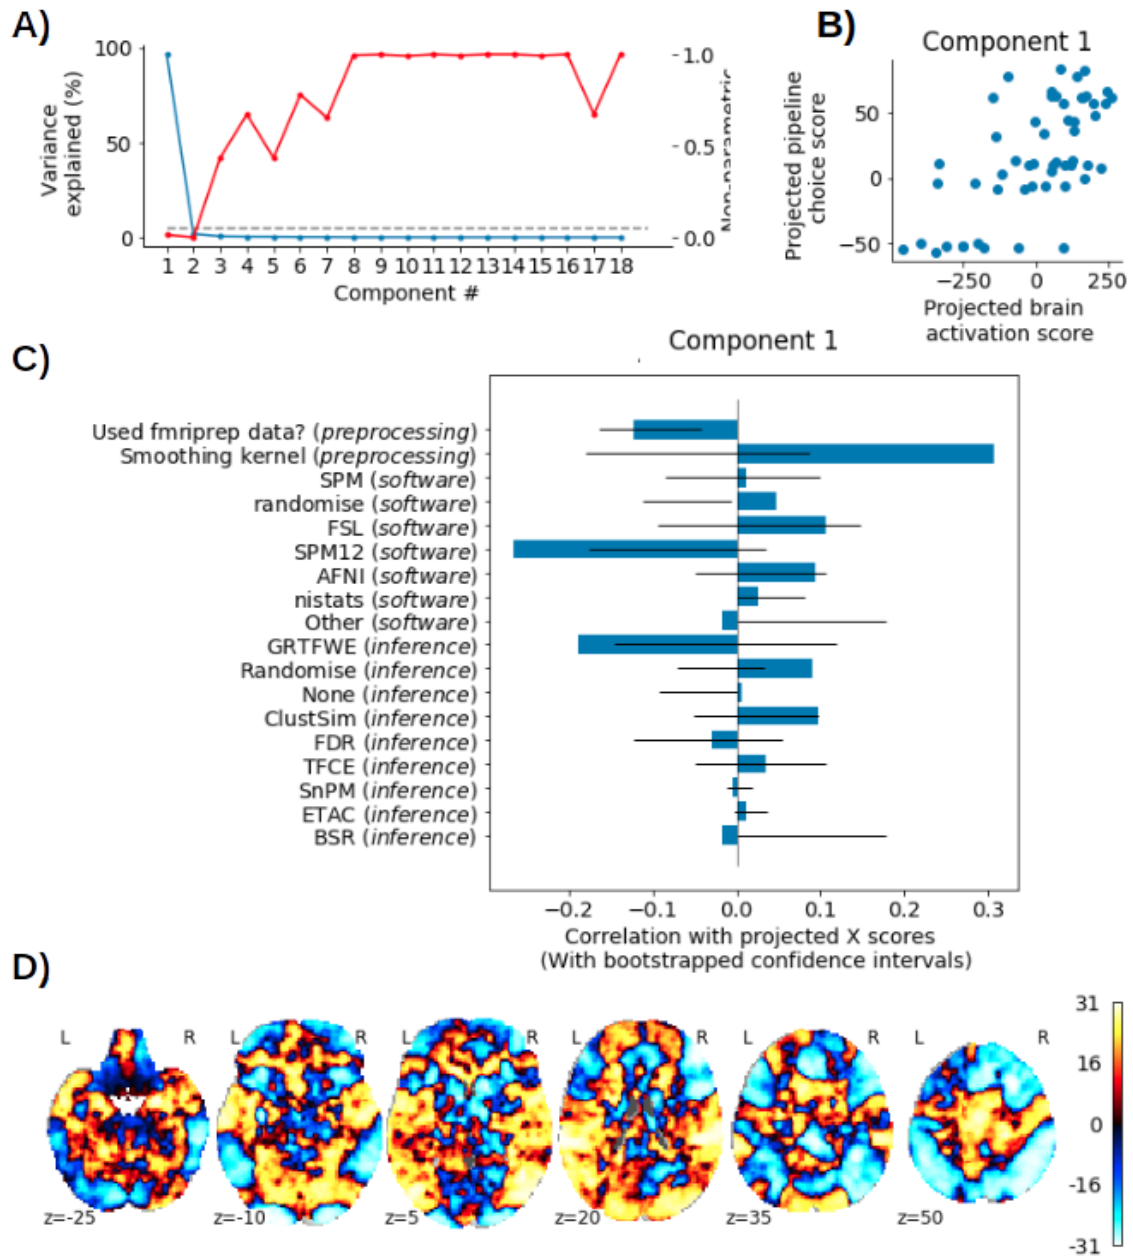 A)
100
50
0
Variance
explained (%)
1.0
0.5
0.0
Non-parametric
1 2 3 4 5 6 7 8 9 10 11 12 13 14 15 16 17 18
Component #
B)
Component 1
50
0
−50
Projected pipeline
choice score
−250 0 250
Projected brain
activation score
C)
Component 1
Used fmriprep data? (preprocessing)
Smoothing kernel (preprocessing)
SPM (software)
randomise (software)
FSL (software)
SPM12 (software)
AFNI (software)
nistats (software)
Other (software)
GRTFWE (inference)
Randomise (inference)
None (inference)
ClustSim (inference)
FDR (inference)
TFCE (inference)
SnPM (inference)
ETAC (inference)
BSR (inference)
−0.2 −0.1 0.0 0.1 0.2 0.3
Correlation with projected X scores
(With bootstrapped confidence intervals)
D)
L R L R L R L R L R L R
z=-25 z=-10 z=5 z=20 z=35 z=50
31
16
0
-16
-31